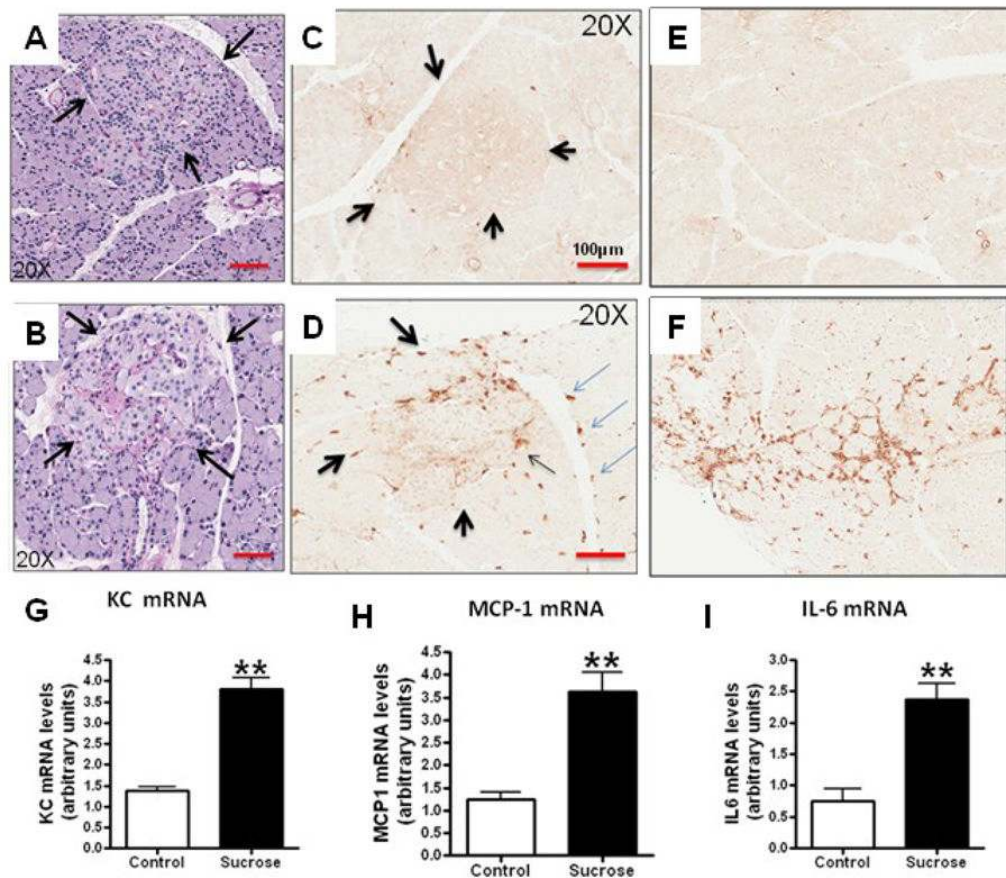 A
20X
B
20X
C
20X
100µm
D
20X
E
F
G
KC mRNA
KC mRNA levels
(arbitrary units)
4.5
4.0
3.5
3.0
2.5
2.0
1.5
1.0
0.5
0.0
**
Control
Sucrose
H
MCP-1 mRNA
MCP1 mRNA levels
(arbitrary units)
4.5
4.0
3.5
3.0
2.5
2.0
1.5
1.0
0.5
0.0
**
Control
Sucrose
I
IL-6 mRNA
IL6 mRNA levels
(arbitrary units)
3.0
2.5
2.0
1.5
1.0
0.5
0.0
**
Control
Sucrose